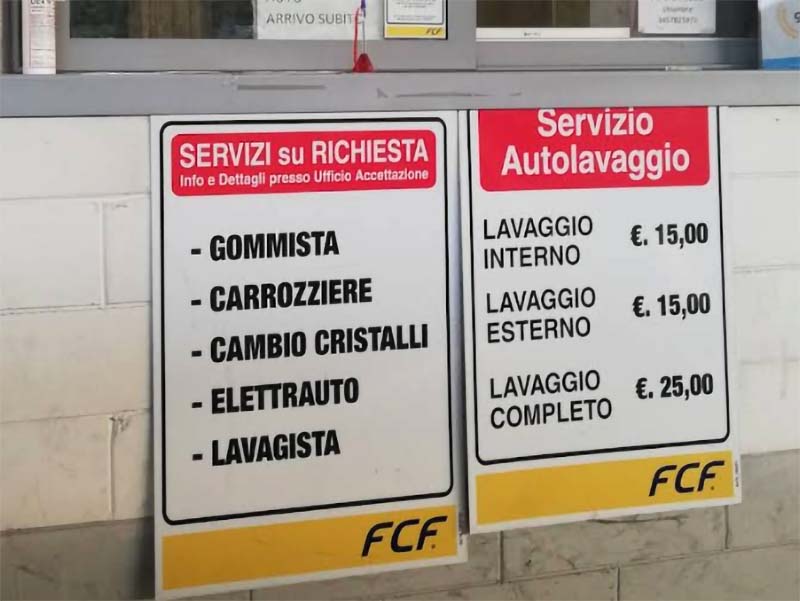 ARRIVO SUBITO
FCF
SERVIZI su RICHIESTA
Info e Dettagli presso Ufficio Accettazione
- GOMMISTA
- CARROZZIERE
- CAMBIO CRISTALLI
- ELETTRAUTO
- LAVAGISTA
FCF
Servizio
Autolavaggio
LAVAGGIO
INTERNO
€. 15,00
LAVAGGIO
ESTERNO
€. 15,00
LAVAGGIO
COMPLETO
€. 25,00
FCF